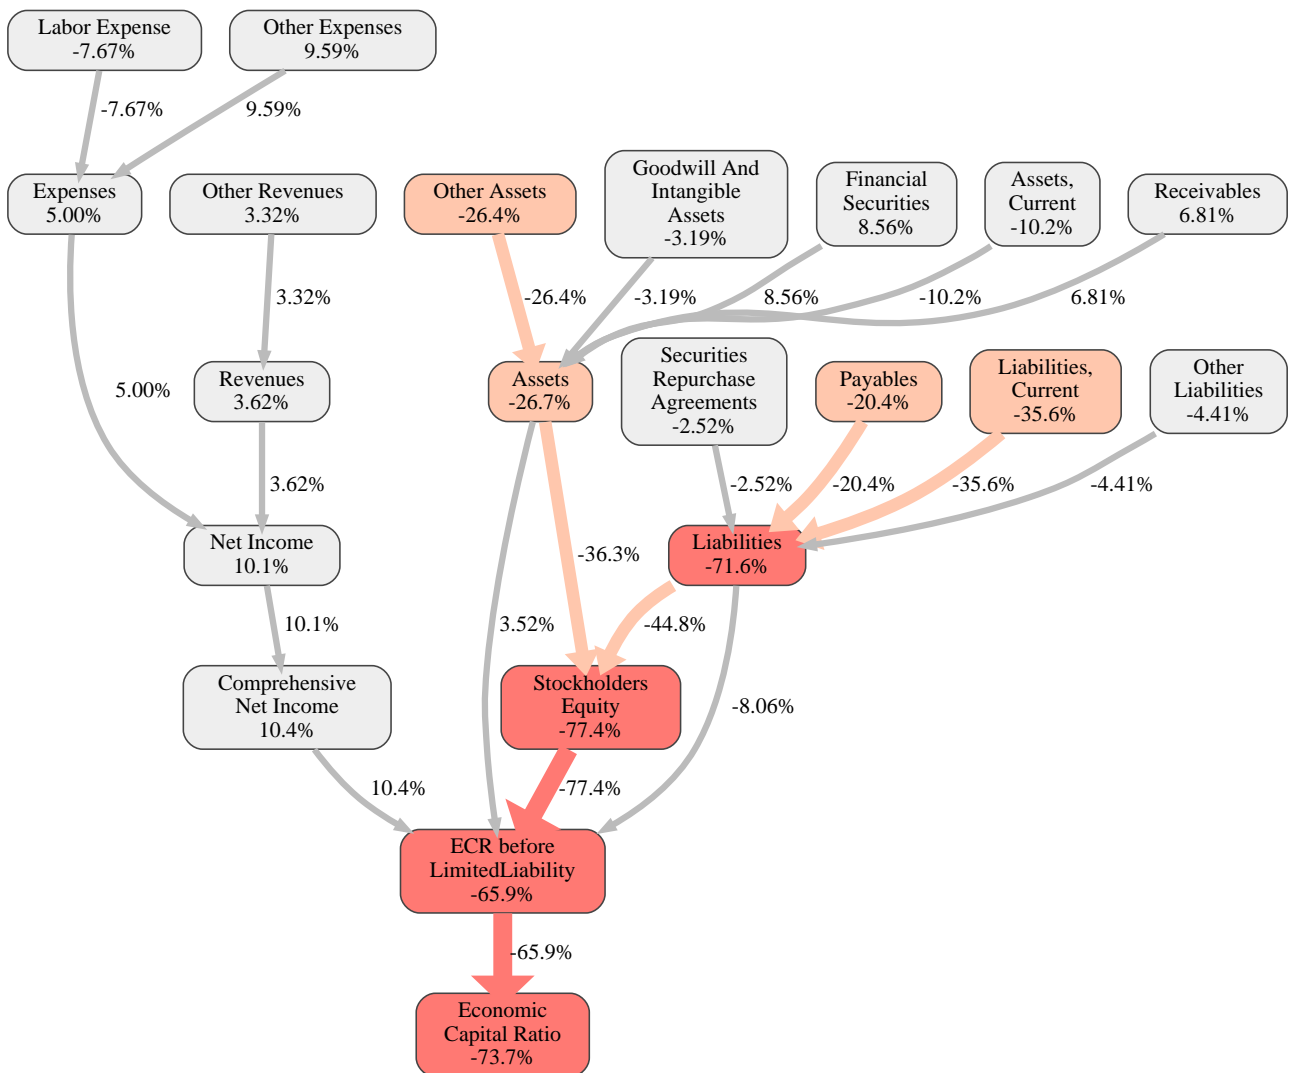 Labor Expense
-7.67%
Other Expenses
9.59%
-7.67%
9.59%
Expenses
5.00%
Other Revenues
3.32%
Other Assets
-26.4%
Goodwill And
Intangible
Assets
-3.19%
Financial
Securities
8.56%
Assets,
Current
-10.2%
Receivables
6.81%
3.32%
-26.4%
-3.19%
8.56%
-10.2%
6.81%
5.00%
Revenues
3.62%
Assets
-26.7%
Securities
Repurchase
Agreements
-2.52%
Payables
-20.4%
Liabilities,
Current
-35.6%
Other
Liabilities
-4.41%
3.62%
-2.52%
-20.4%
-35.6%
-4.41%
Net Income
10.1%
-36.3%
Liabilities
-71.6%
10.1%
3.52%
-44.8%
Comprehensive
Net Income
10.4%
Stockholders
Equity
-77.4%
-8.06%
10.4%
-77.4%
ECR before
LimitedLiability
-65.9%
-65.9%
Economic
Capital Ratio
-73.7%